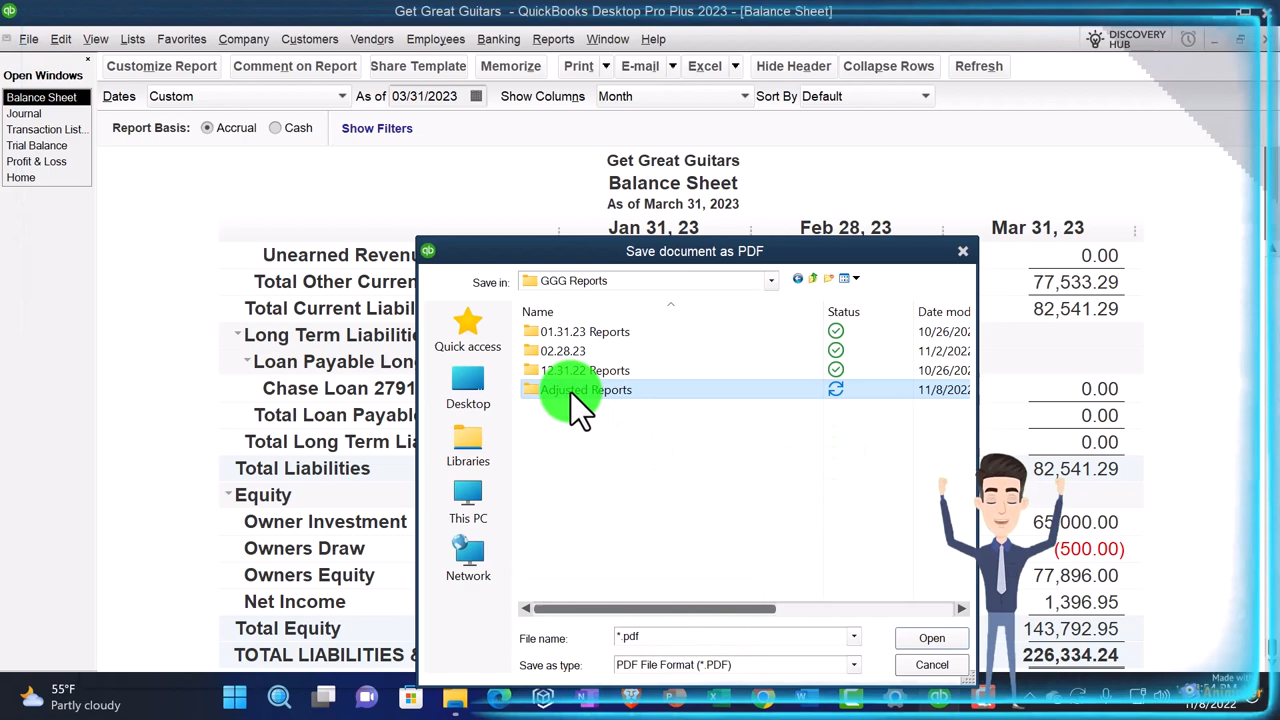 Get Great Guitars - QuickBooks Desktop Pro Plus 2023 - [Balance Sheet]
File Edit View Lists Favorites Company Customers Vendors Employees Banking Reports Window Help
DISCOVERY HUB
Open Windows
Balance Sheet
Journal
Transaction List...
Trial Balance
Profit & Loss
Home
Customize Report Comment on Report Share Template Memorize Print E-mail Excel Hide Header Collapse Rows Refresh
Dates Custom As of 03/31/2023 Show Columns Month Sort By Default
Report Basis: Accrual Cash Show Filters
Get Great Guitars
Balance Sheet
As of March 31, 2023
Jan 31, 23 Feb 28, 23 Mar 31, 23
Unearned Revenu 0.00
Total Other Current 77,533.29
Total Current Liabil 82,541.29
Long Term Liabilities
Loan Payable Long
Chase Loan 2791 0.00
Total Loan Payable 0.00
Total Long Term Lia 0.00
Total Liabilities 82,541.29
Equity
Owner Investment 65,000.00
Owners Draw (500.00)
Owners Equity 77,896.00
Net Income 1,396.95
Total Equity 143,792.95
TOTAL LIABILITIES & 226,334.24
Save document as PDF
Save in: GGG Reports
Quick access
Desktop
Libraries
This PC
Network
Name Status Date mod
01.31.23 Reports 10/26/202
02.28.23 11/2/2022
12.31.22 Reports 10/26/202
Adjusted Reports 11/8/2022
File name: *.pdf Open
Save as type: PDF File Format (*.PDF) Cancel
55°F
Partly cloudy
Made with
11/8/2022